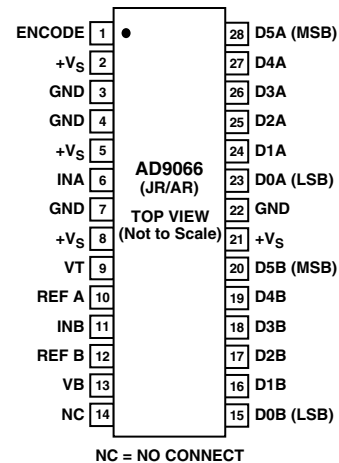 ENCODE 1 28 D5A (MSB)
+VS 2 27 D4A
GND 3 26 D3A
GND 4 25 D2A
+VS 5 24 D1A
INA 6 23 D0A (LSB)
GND 7 22 GND
+VS 8 21 +VS
VT 9 20 D5B (MSB)
REF A 10 19 D4B
INB 11 18 D3B
REF B 12 17 D2B
VB 13 16 D1B
NC 14 15 D0B (LSB)
AD9066
(JR/AR)
TOP VIEW
(Not to Scale)
NC = NO CONNECT